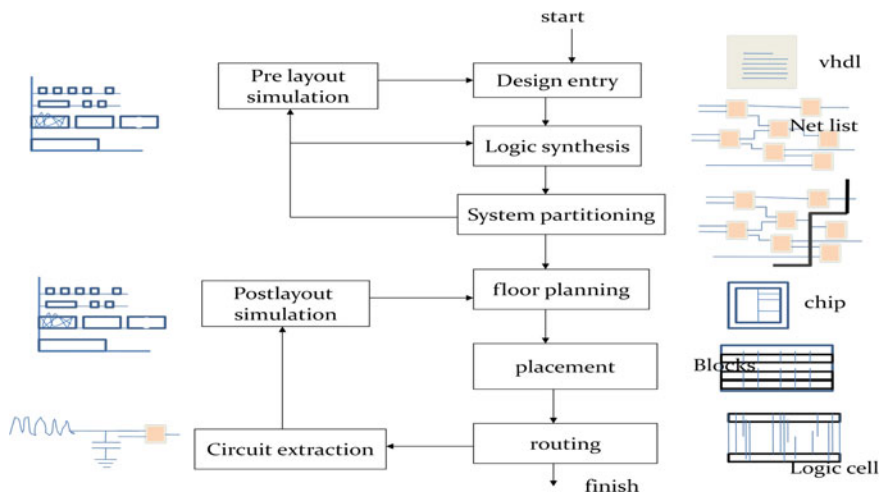 start
Pre layout
simulation
Design entry
vhdl
Net list
Logic synthesis
System partitioning
Postlayout
simulation
floor planning
chip
placement
Blocks
Circuit extraction
routing
Logic cell
finish